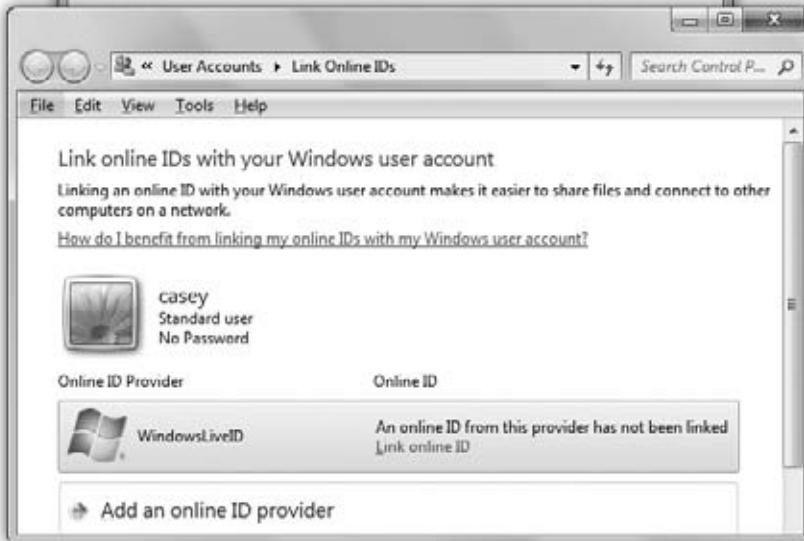 « User Accounts ▸ Link Online IDs
Search Control P...
File Edit View Tools Help
Link online IDs with your Windows user account
Linking an online ID with your Windows user account makes it easier to share files and connect to other
computers on a network.
How do I benefit from linking my online IDs with my Windows user account?
casey
Standard user
No Password
Online ID Provider Online ID
WindowsLiveID
An online ID from this provider has not been linked
Link online ID
Add an online ID provider